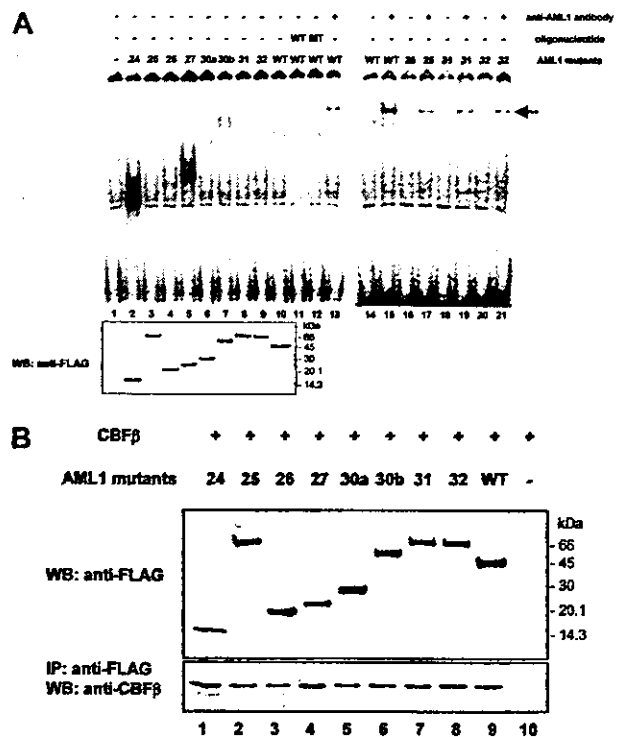 A
- - - - - - - - - - - - + - + - + - + - + anti-AML1 antibody
- - - - - - - - - - WT MT - - - - - - - - - oligonucleotide
- 24 25 26 27 30a 30b 31 32 WT WT WT WT WT WT 25 25 31 31 32 32 AML1 mutants
1 2 3 4 5 6 7 8 9 10 11 12 13 14 15 16 17 18 19 20 21
kDa
WB: anti-FLAG
- 66
- 45
- 30
- 20.1
- 14.3
B
CBFβ + + + + + + + + + +
AML1 mutants 24 25 26 27 30a 30b 31 32 WT -
kDa
WB: anti-FLAG
- 66
- 45
- 30
- 20.1
- 14.3
IP: anti-FLAG
WB: anti-CBFβ
1 2 3 4 5 6 7 8 9 10